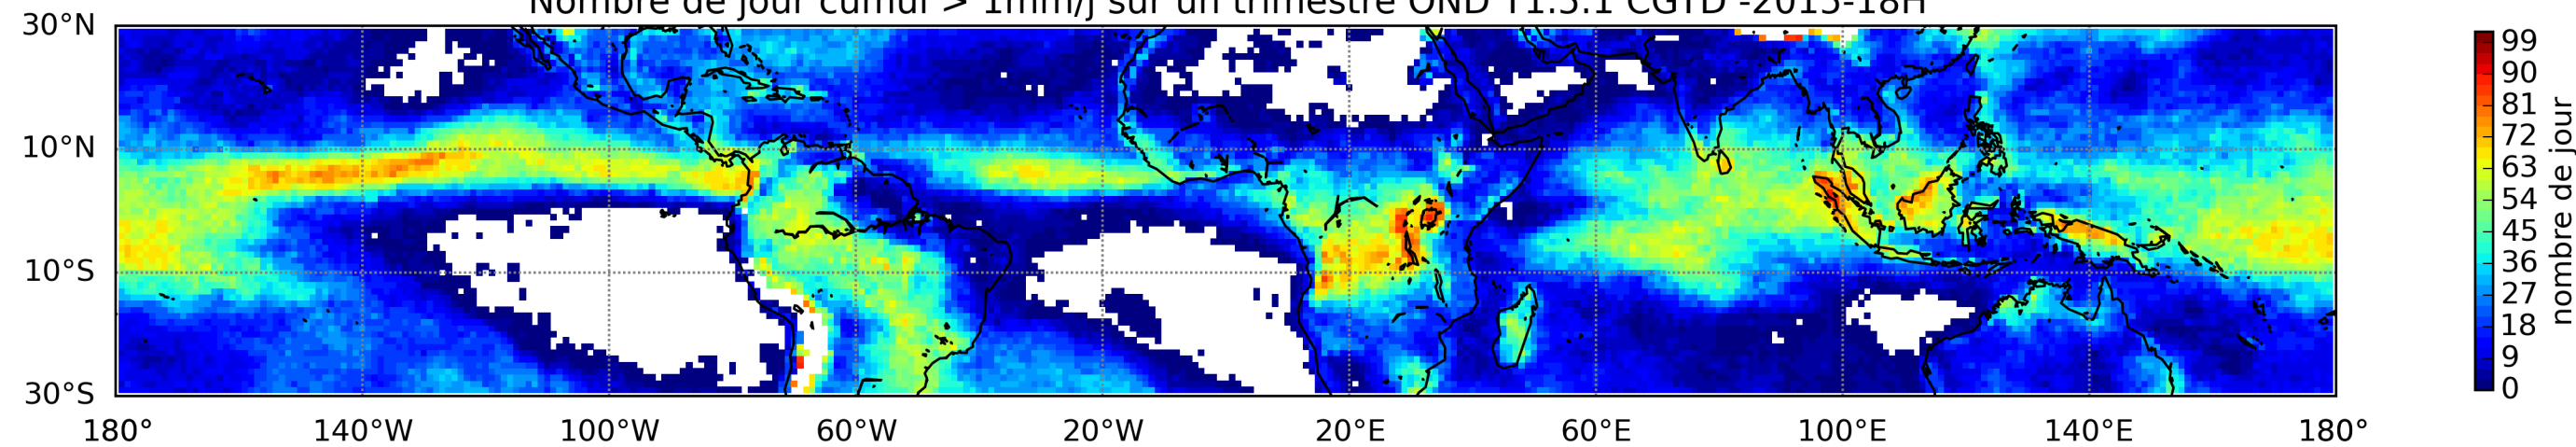 Nombre de jour cumul > 1mm/j sur un trimestre OND T1.5.1 CGTD -2015-18H
30°N
10°N
10°S
30°S
180° 140°W 100°W 60°W 20°W 20°E 60°E 100°E 140°E 180°
99
90
81
72
63
54
45
36
27
18
9
0
nombre de jour